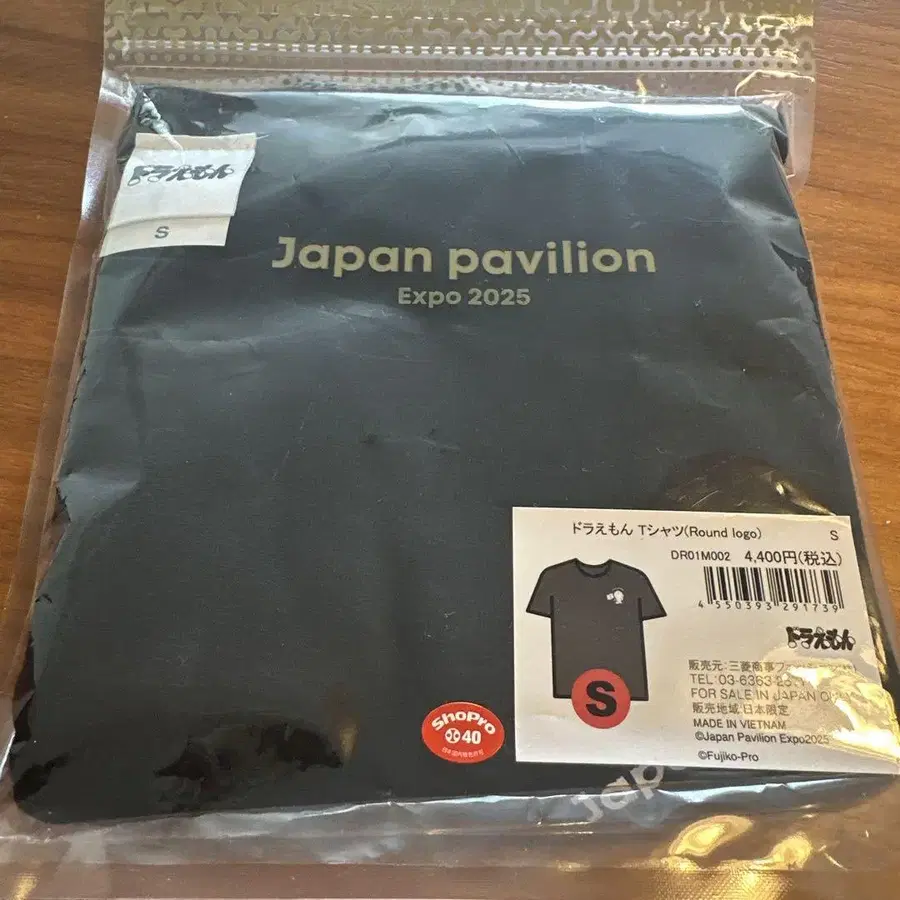 ドラえもん
S
Japan pavilion
Expo 2025
ドラえもん Tシャツ(Round logo) S
DR01M002 4,400円(税込)
4 550393 291739
ドラえもん
販売元:三菱商事
TEL:03-6363-
FOR SALE IN JAPAN
販売地域:日本限定
MADE IN VIETNAM
©Japan Pavilion Expo2025
©Fujiko-Pro
S
ShoPro
40